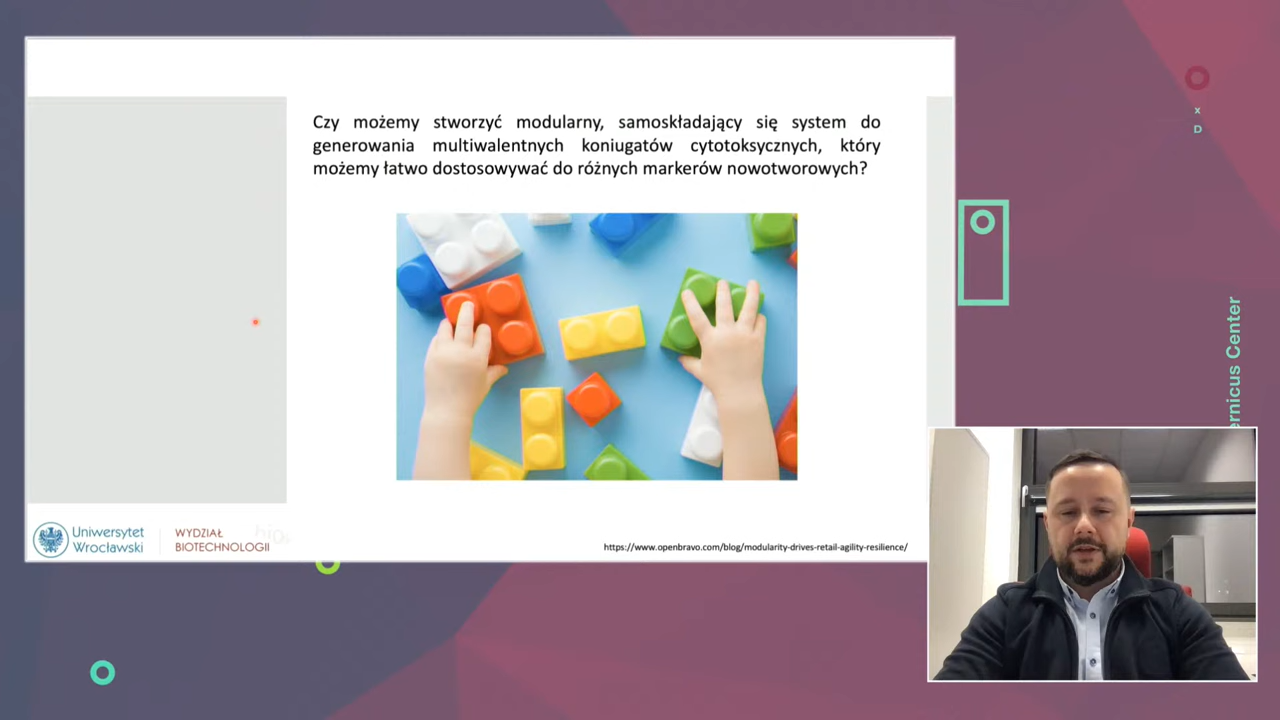 x
D
Czy możemy stworzyć modularny, samoskładający się system do
generowania multiwalentnych koniugatów cytotoksycznych, który
możemy łatwo dostosowywać do różnych markerów nowotworowych?
Uniwersytet
Wrocławski
WYDZIAŁ
BIOTECHNOLOGII
https://www.openbravo.com/blog/modularity-drives-retail-agility-resilience/
ernicus Center